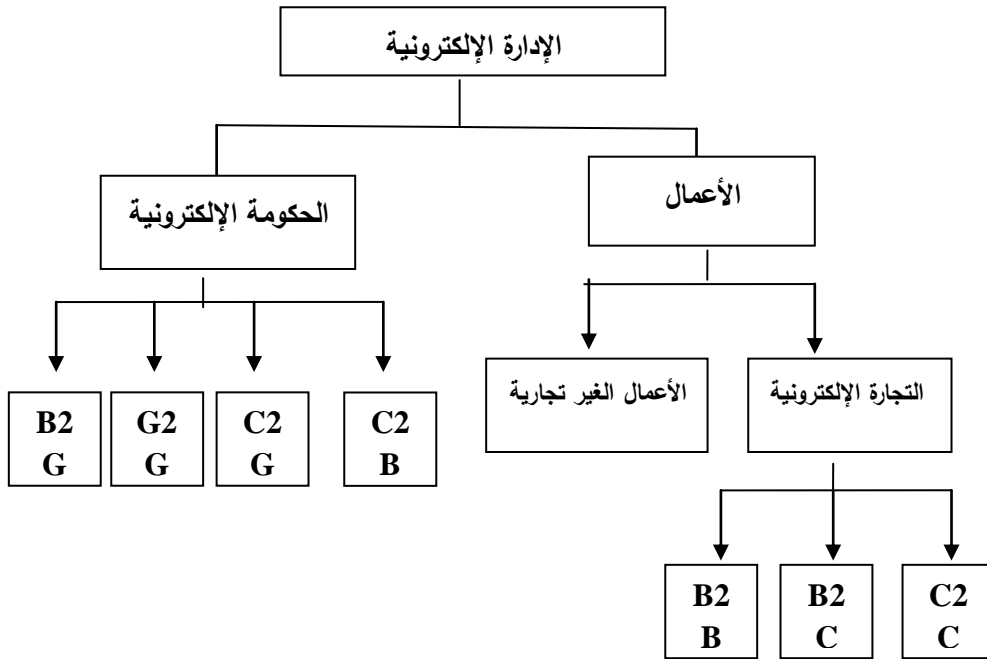 الإدارة الإلكترونية
الأعمال
الحكومة الإلكترونية
التجارة الإلكترونية
الأعمال الغير تجارية
C2
B
C2
G
G2
G
B2
G
C2
C
B2
C
B2
B